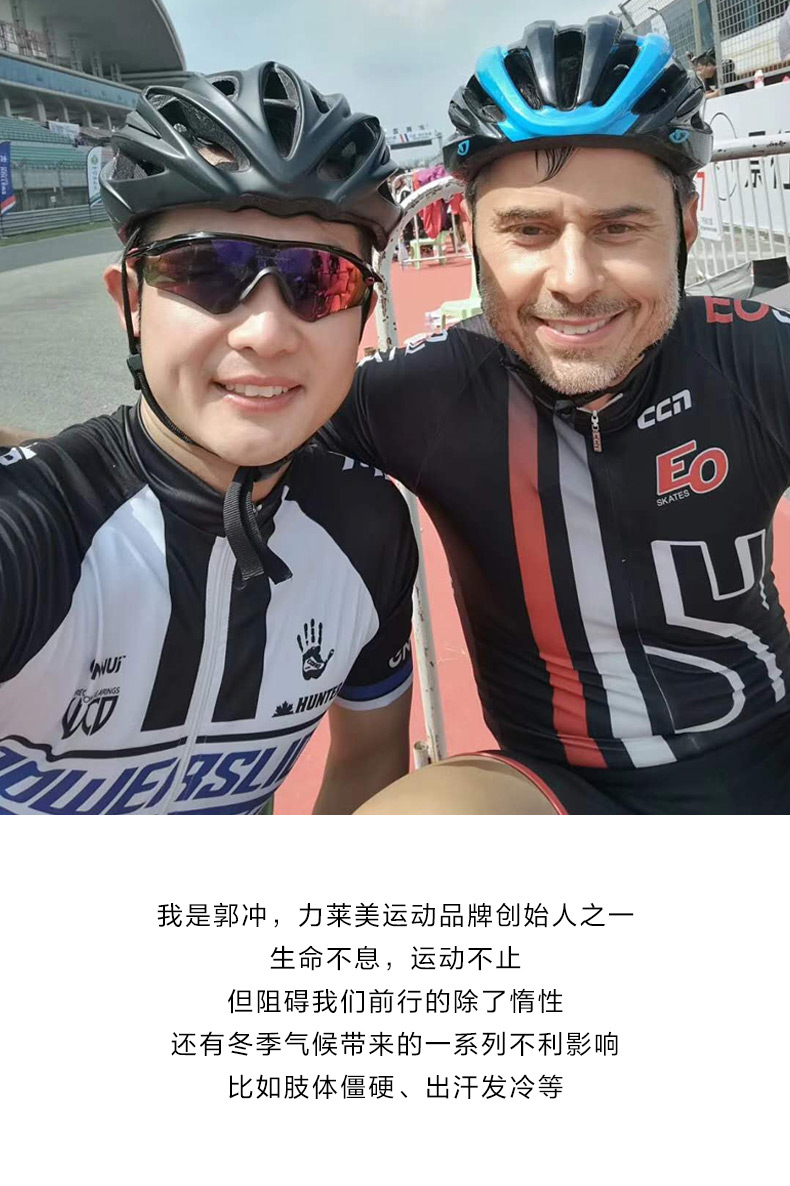 CCN
EO
EO
SKATES
HUNTER
我是郭冲，力莱美运动品牌创始人之一
生命不息，运动不止
但阻碍我们前行的除了惰性
还有冬季气候带来的一系列不利影响
比如肢体僵硬、出汗发冷等